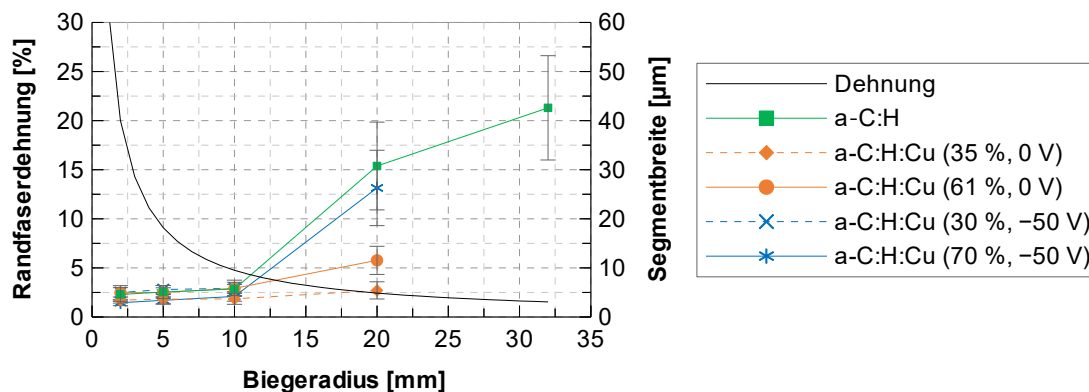 Randfaserdehnung [%]
30
25
20
15
10
5
0
0 5 10 15 20 25 30 35
Biegeradius [mm]
60
50
40
30
20
10
0
Segmentbreite [µm]
Dehnung
a-C:H
a-C:H:Cu (35 %, 0 V)
a-C:H:Cu (61 %, 0 V)
a-C:H:Cu (30 %, −50 V)
a-C:H:Cu (70 %, −50 V)